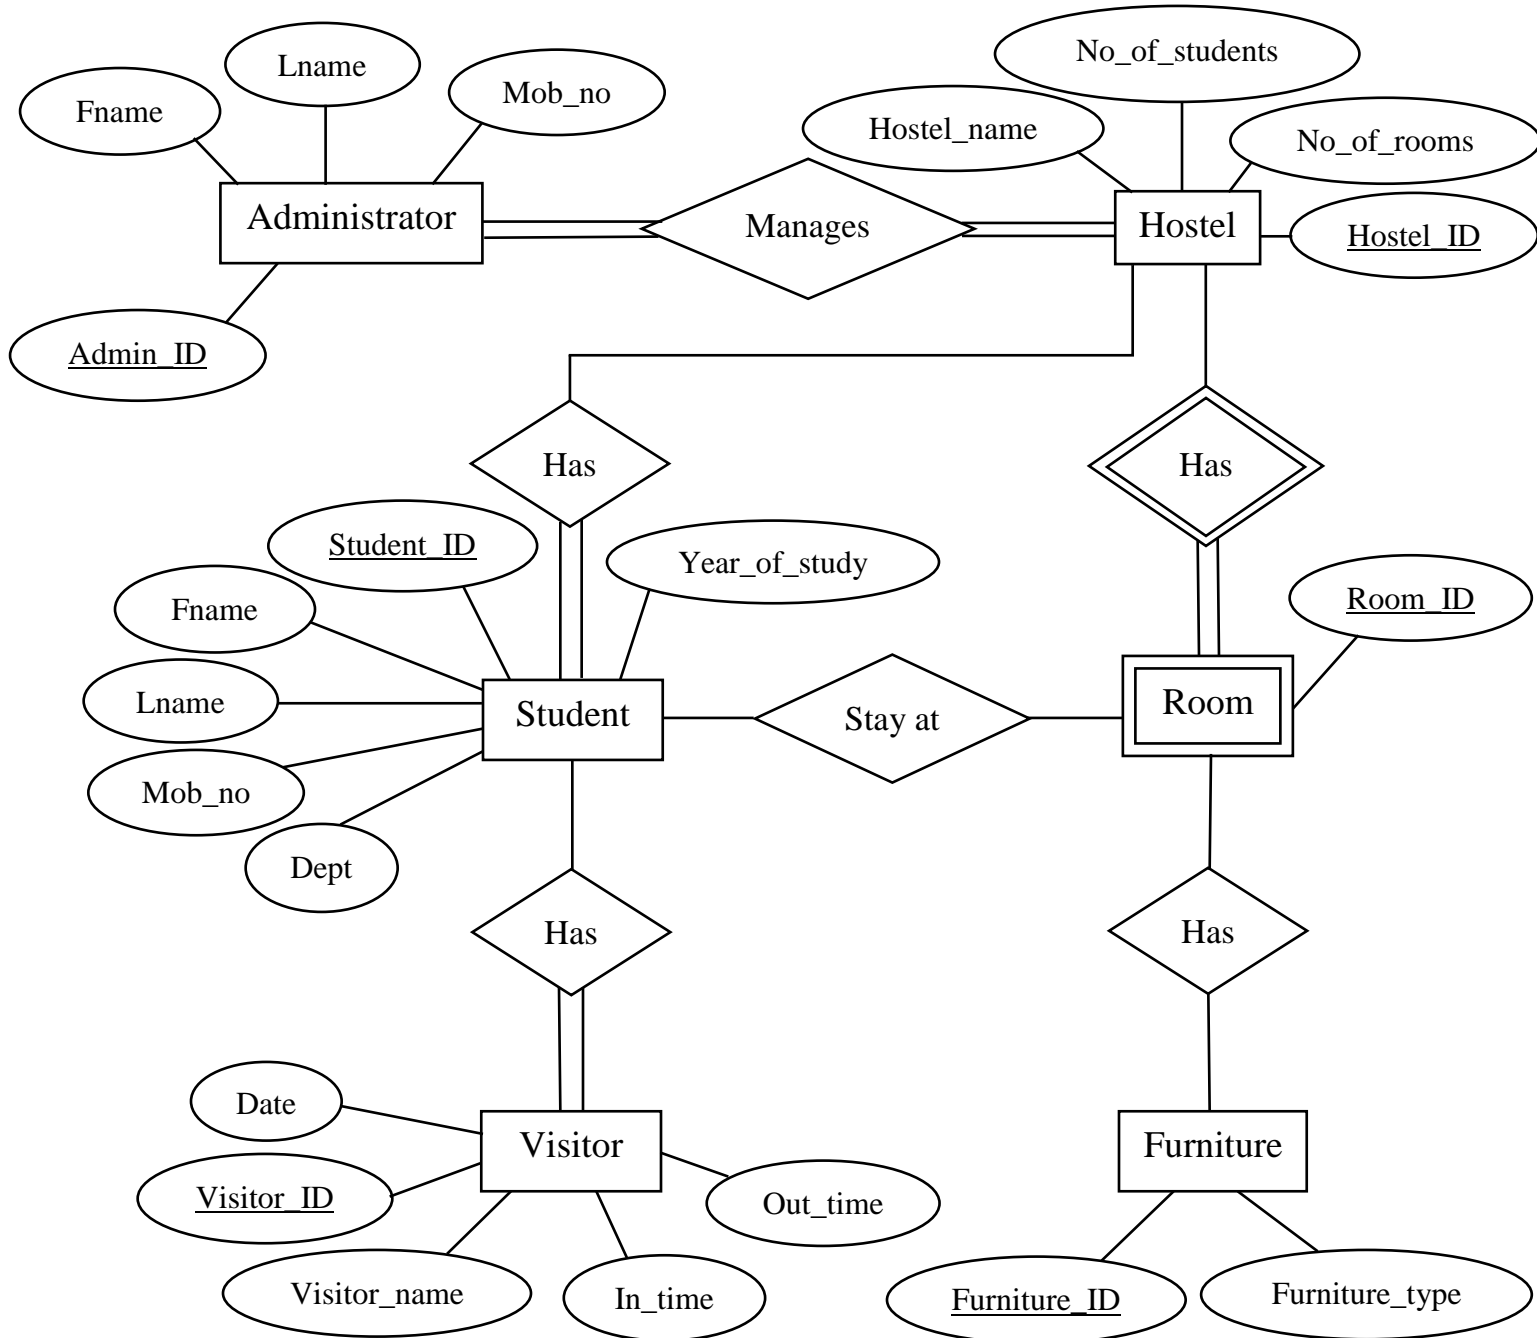 No_of_students
Lname
Mob_no
Fname
Hostel_name
No_of_rooms
Administrator
Manages
Hostel
Hostel_ID
Admin_ID
Has
Has
Student_ID
Year_of_study
Fname
Room_ID
Lname
Student
Stay at
Room
Mob_no
Dept
Has
Has
Date
Visitor
Furniture
Visitor_ID
Out_time
Visitor_name
In_time
Furniture_ID
Furniture_type